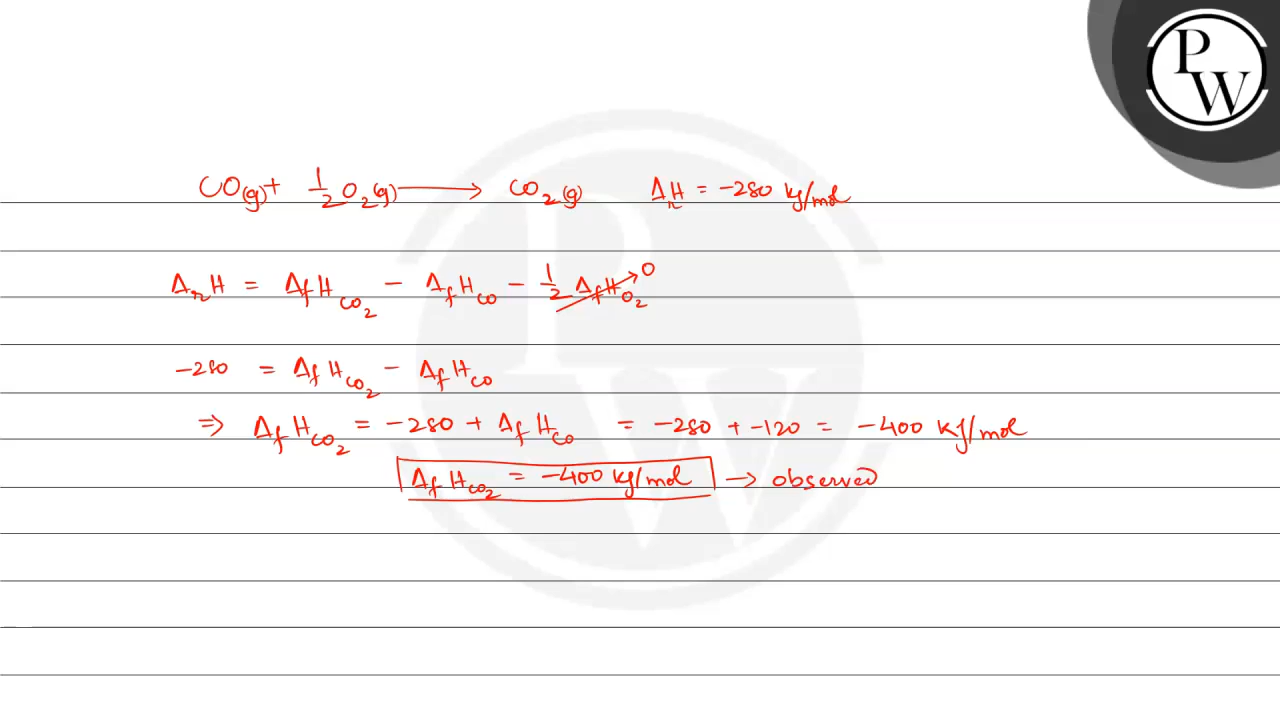 PW
CO(g) + 1/2 O2(g) ⟶ CO2(g) ΔrH = -280 kJ/mol
ΔrH = ΔfH CO2 - ΔfH CO - 1/2 ΔfH O2 → 0
-280 = ΔfH CO2 - ΔfH CO
⇒ ΔfH CO2 = -280 + ΔfH CO = -280 + -120 = -400 kJ/mol
ΔfH CO2 = -400 kJ/mol → observed